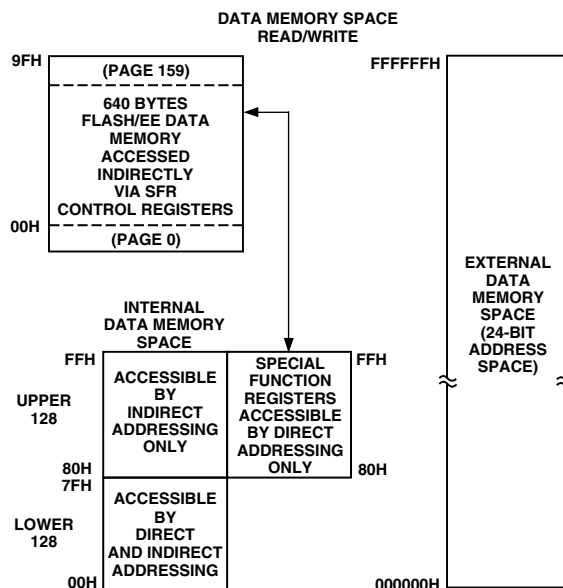 DATA MEMORY SPACE
READ/WRITE
9FH
(PAGE 159)
640 BYTES
FLASH/EE DATA
MEMORY
ACCESSED
INDIRECTLY
VIA SFR
CONTROL REGISTERS
00H
(PAGE 0)
INTERNAL
DATA MEMORY
SPACE
FFH
ACCESSIBLE
BY
INDIRECT
ADDRESSING
ONLY
UPPER
128
80H
SPECIAL
FUNCTION
REGISTERS
ACCESSIBLE
BY DIRECT
ADDRESSING
ONLY
FFH
80H
7FH
ACCESSIBLE
BY
DIRECT
AND INDIRECT
ADDRESSING
LOWER
128
00H
FFFFFFH
EXTERNAL
DATA
MEMORY
SPACE
(24-BIT
ADDRESS
SPACE)
000000H